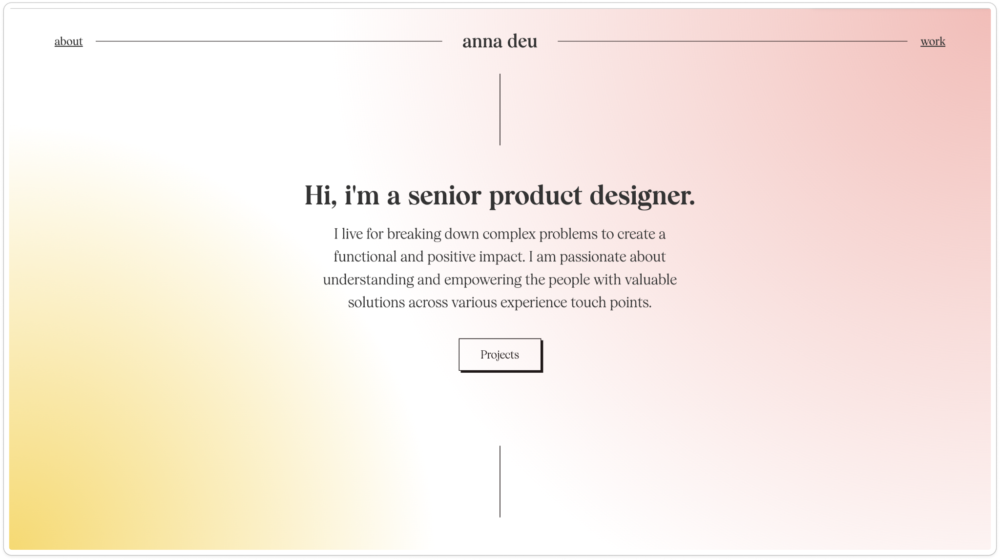 about
anna deu
work
Hi, i'm a senior product designer.
I live for breaking down complex problems to create a
functional and positive impact. I am passionate about
understanding and empowering the people with valuable
solutions across various experience touch points.
Projects